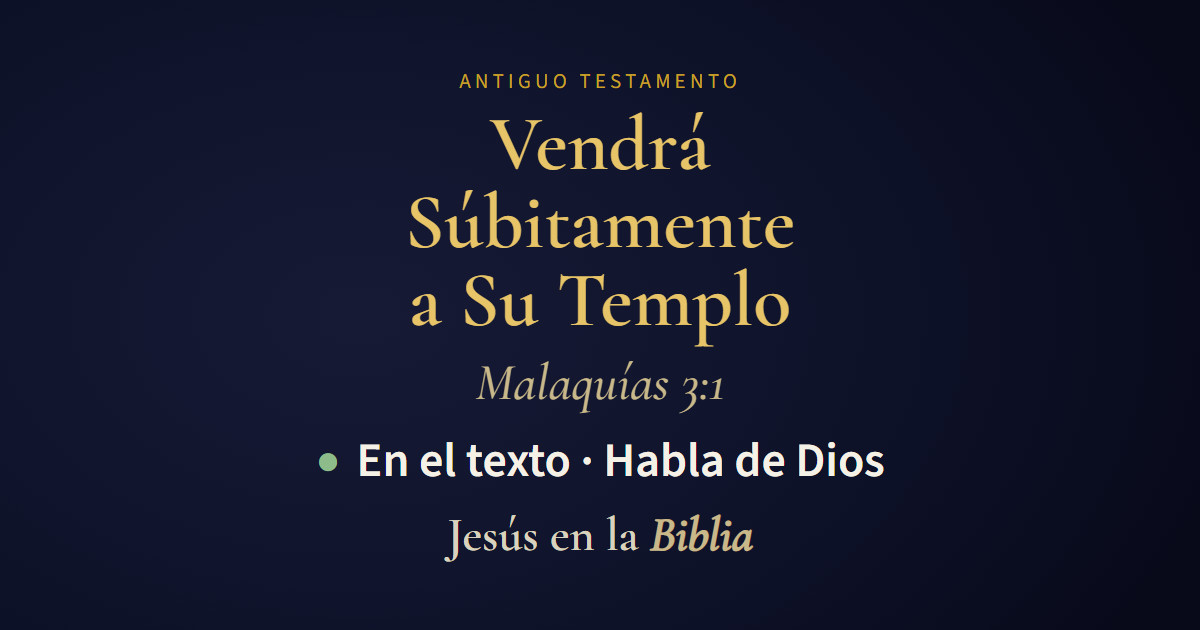 ANTIGUO TESTAMENTO
Vendrá
Súbitamente
a Su Templo
Malaquías 3:1
En el texto · Habla de Dios
Jesús en la Biblia